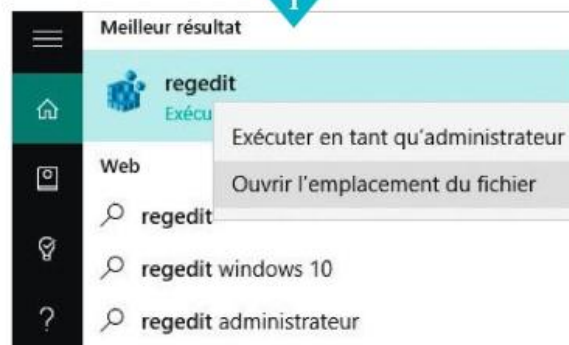 1
Meilleur résultat
regedit
Exécu
Exécuter en tant qu'administrateur
Web
Ouvrir l'emplacement du fichier
regedit
regedit windows 10
regedit administrateur
?